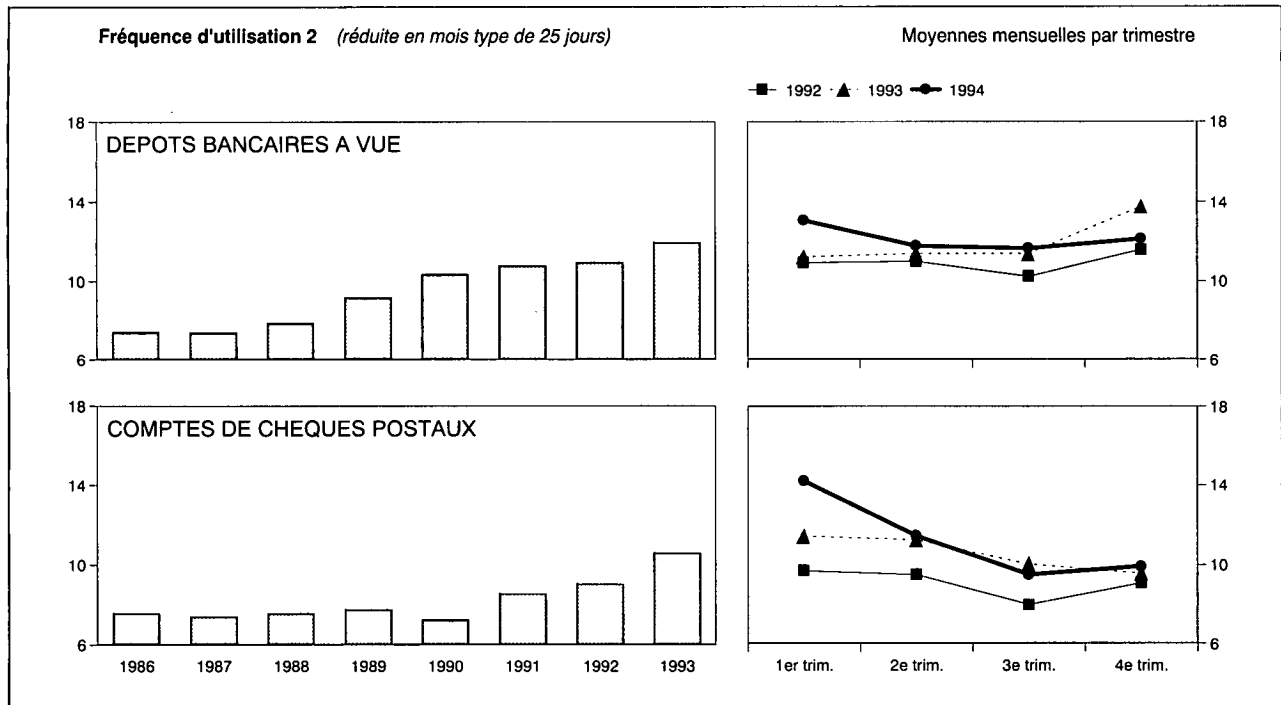 Fréquence d'utilisation 2 (réduite en mois type de 25 jours)
Moyennes mensuelles par trimestre
1992 1993 1994
18
DEPOTS BANCAIRES A VUE
14
10
6
18
14
10
6
18
COMPTES DE CHEQUES POSTAUX
14
10
6
1986 1987 1988 1989 1990 1991 1992 1993
18
14
10
6
1er trim. 2e trim. 3e trim. 4e trim.